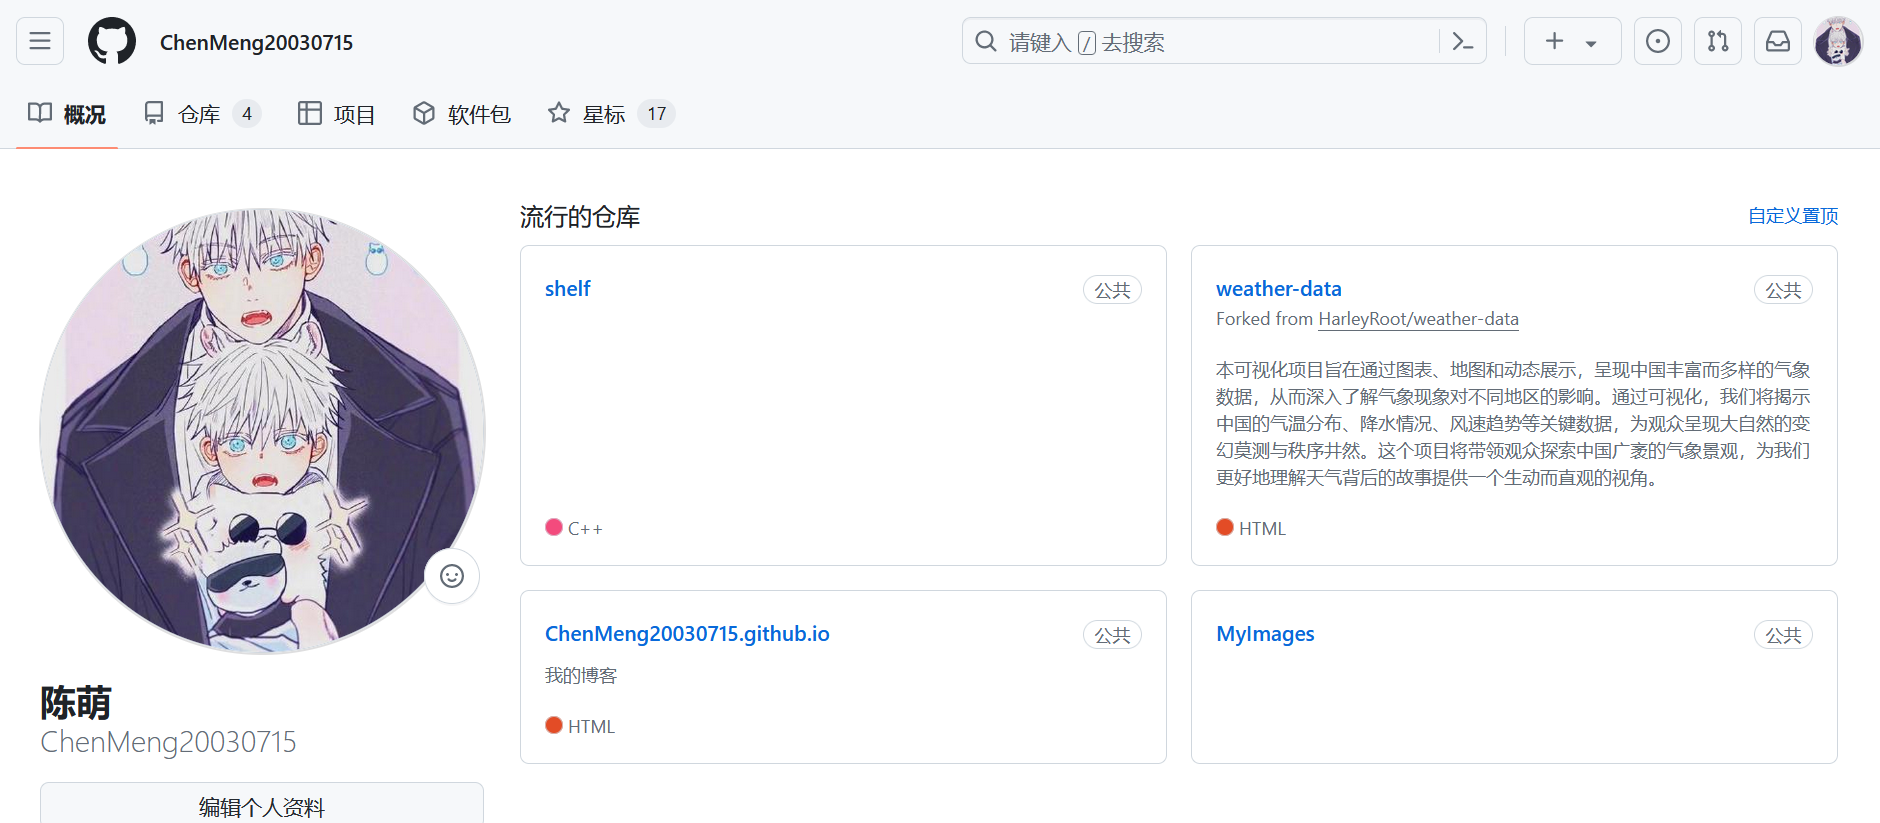 ChenMeng20030715
请键入 / 去搜索
概况 仓库 4 项目 软件包 星标 17
流行的仓库
自定义置顶
shelf
公共
C++
weather-data
公共
Forked from HarleyRoot/weather-data
本可视化项目旨在通过图表、地图和动态展示，呈现中国丰富而多样的气象
数据，从而深入了解气象现象对不同地区的影响。通过可视化，我们将揭示
中国的气温分布、降水情况、风速趋势等关键数据，为观众呈现大自然的变
幻莫测与秩序井然。这个项目将带领观众探索中国广袤的气象景观，为我们
更好地理解天气背后的故事提供一个生动而直观的视角。
HTML
ChenMeng20030715.github.io
公共
我的博客
HTML
MyImages
公共
陈萌
ChenMeng20030715
编辑个人资料